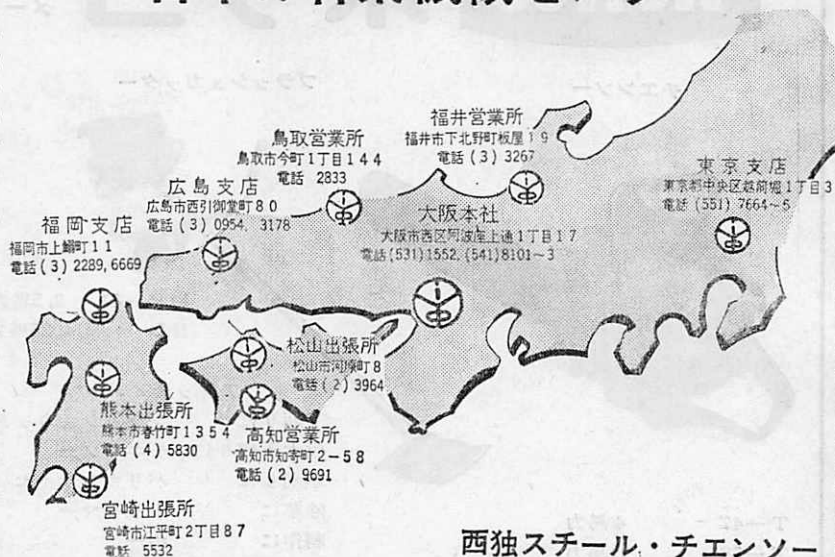 福井営業所
福井市下北野町板屋19
電話(3)3267
鳥取営業所
鳥取市今町1丁目144
電話 2833
東京支店
東京都中央区越前堀1丁目3
電話(551)7664~5
広島支店
広島市西引御堂町80
電話(3)0954, 3178
大阪本社
大阪市西区阿波座上通1丁目17
電話(531)1552, (541)8101~3
福岡支店
福岡市上鰯町11
電話(3)2289,6669
松山出張所
松山市河原町8
電話(2)3964
熊本出張所
熊本市春竹町1354
電話(4)5830
高知営業所
高知市知寄町2-58
電話(2)9691
宮崎出張所
宮崎市江平町2丁目87
電話 5532
西独スチール・チエンソー